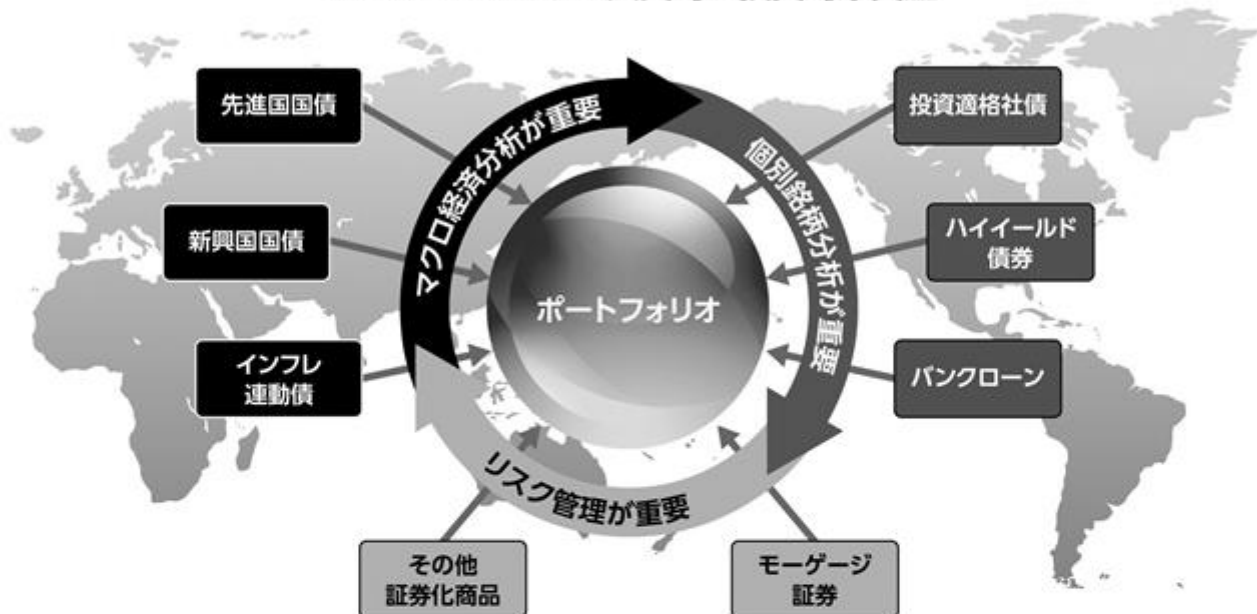 先進国国債
投資適格社債
マクロ経済分析が重要
個別銘柄分析が重要
新興国国債
ハイイールド
債券
ポートフォリオ
インフレ
連動債
バンクローン
リスク管理が重要
その他
証券化商品
モーゲージ
証券